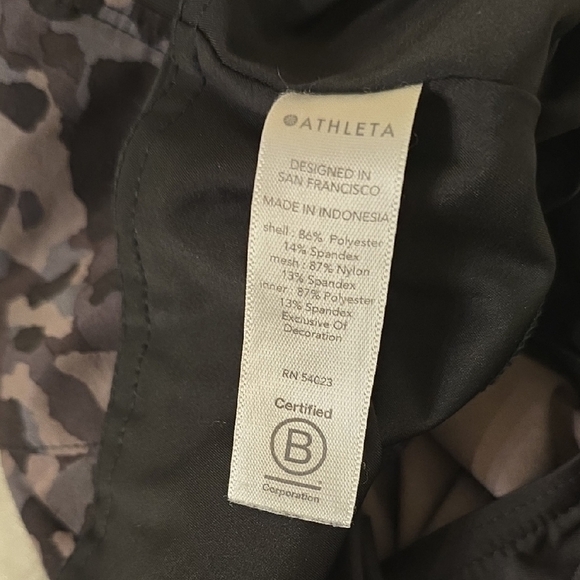 ATHLETA
DESIGNED IN
SAN FRANCISCO
MADE IN INDONESIA
shell : 86% Polyester
14% Spandex
mesh : 87% Nylon
13% Spandex
inner : 87% Polyester
13% Spandex
Exclusive Of
Decoration
RN 54023
Certified
B
Corporation